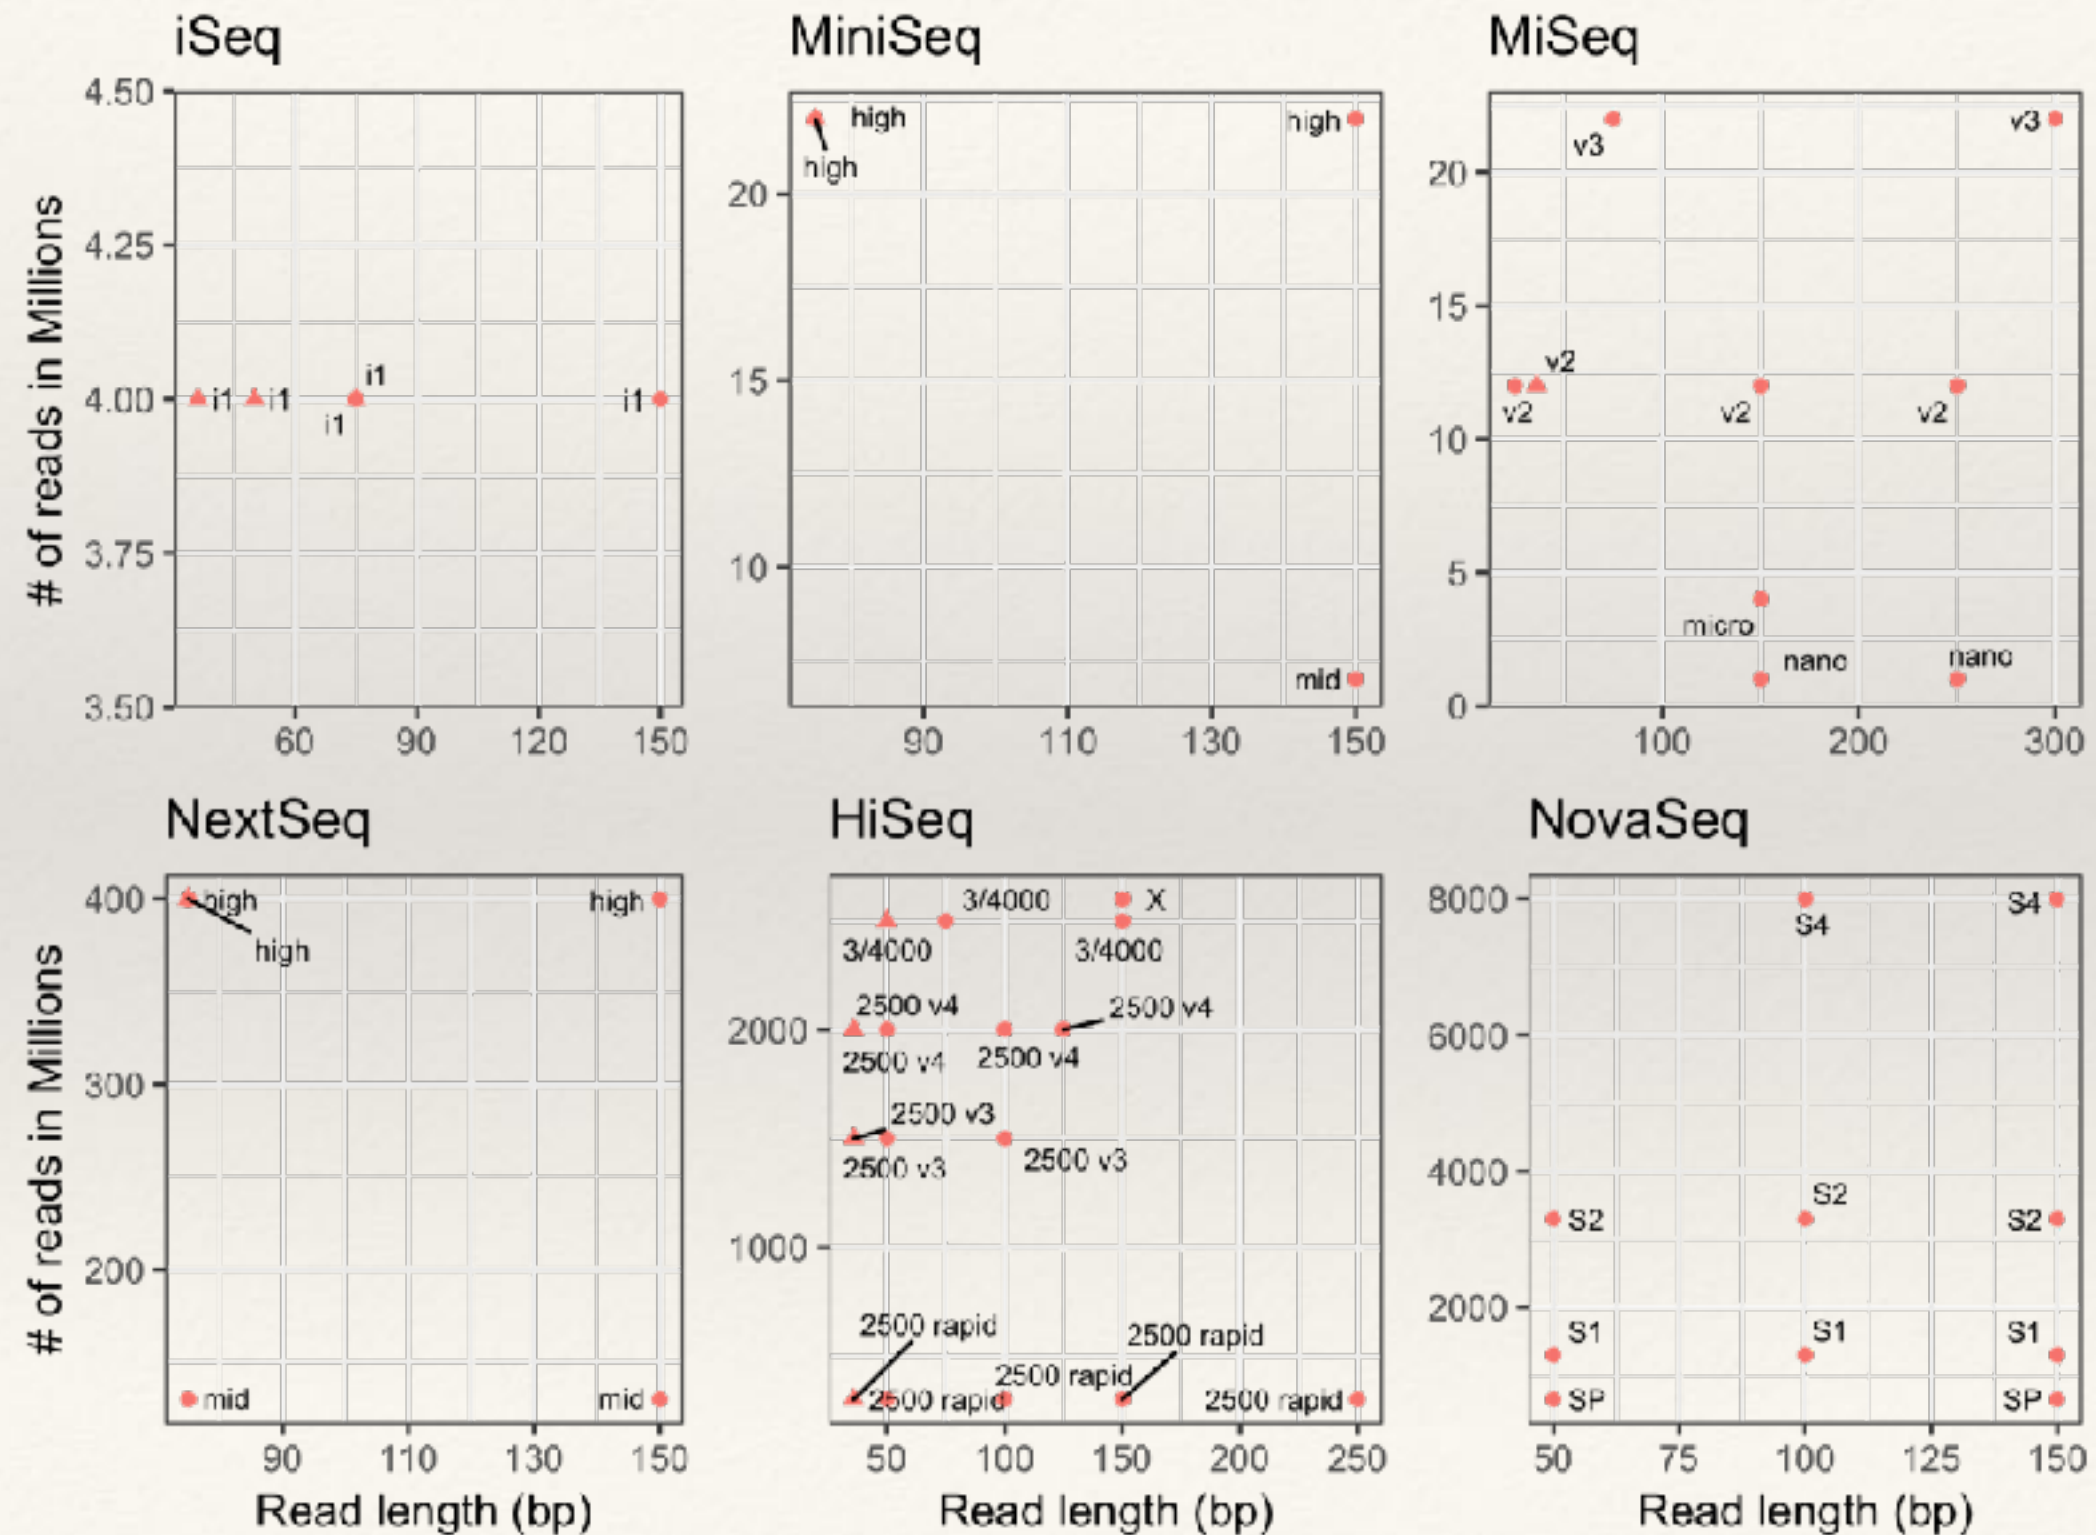 iSeq
MiniSeq
MiSeq
# of reads in Millions
4.50
4.25
4.00
3.75
3.50
i1
i1
i1
i1
i1
60
90
120
150
20
15
10
high
high
high
mid
90
110
130
150
20
15
10
5
0
v3
v3
v2
v2
v2
v2
micro
nano
nano
100
200
300
NextSeq
HiSeq
NovaSeq
# of reads in Millions
400
300
200
high
high
high
mid
mid
90
110
130
150
Read length (bp)
2000
1000
3/4000
X
3/4000
3/4000
2500 v4
2500 v4
2500 v4
2500 v4
2500 v3
2500 v3
2500 v3
2500 rapid
2500 rapid
2500 rapid
2500 rapid
2500 rapid
50
100
150
200
250
Read length (bp)
8000
6000
4000
2000
S4
S4
S2
S2
S2
S1
S1
S1
SP
SP
50
75
100
125
150
Read length (bp)